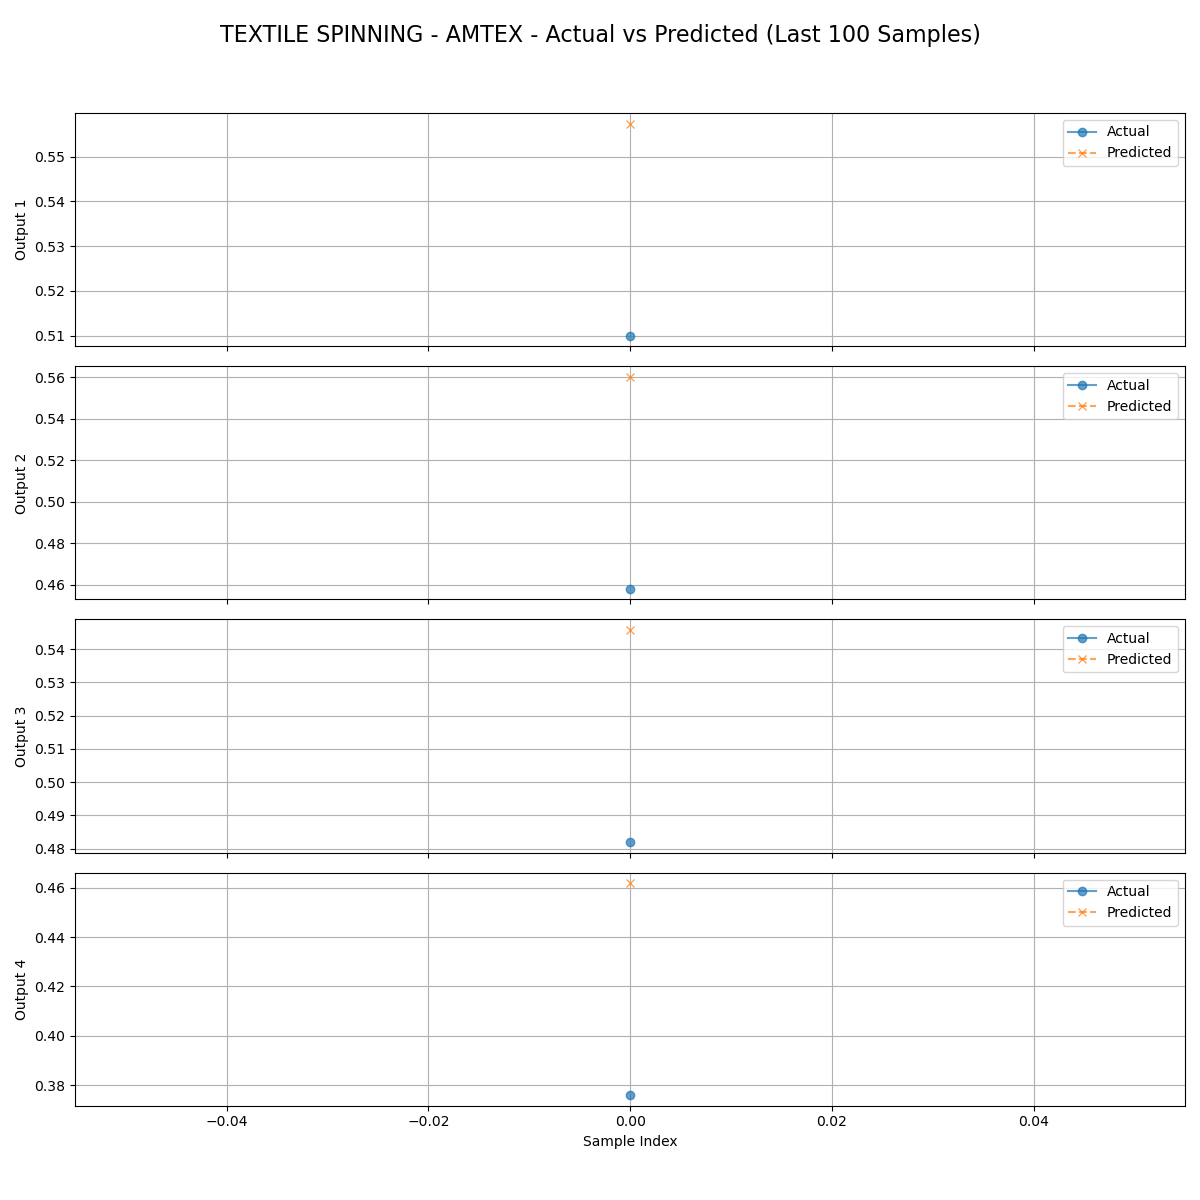 TEXTILE SPINNING - AMTEX - Actual vs Predicted (Last 100 Samples)
Output 1
0.55
0.54
0.53
0.52
0.51
Actual
Predicted
Output 2
0.56
0.54
0.52
0.50
0.48
0.46
Actual
Predicted
Output 3
0.54
0.53
0.52
0.51
0.50
0.49
0.48
Actual
Predicted
Output 4
0.46
0.44
0.42
0.40
0.38
Actual
Predicted
−0.04 −0.02 0.00 0.02 0.04
Sample Index